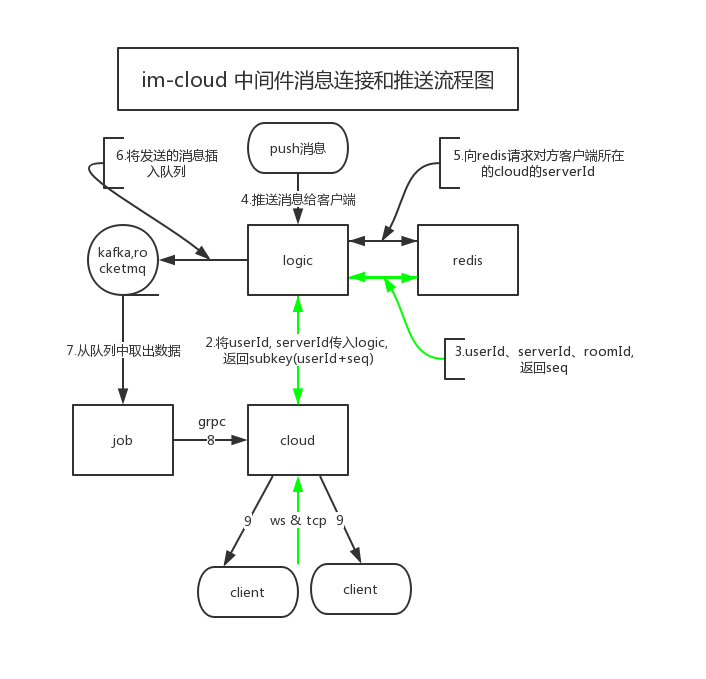 im-cloud 中间件消息连接和推送流程图
6.将发送的消息插
入队列
push消息
5.向redis请求对方客户端所在
的cloud的serverId
4.推送消息给客户端
kafka,ro
cketmq
logic
redis
2.将userId, serverId传入logic,
返回subkey(userId+seq)
7.从队列中取出数据
3.userId、serverId、roomId,
返回seq
job
grpc
8
cloud
9
ws & tcp
9
client
client